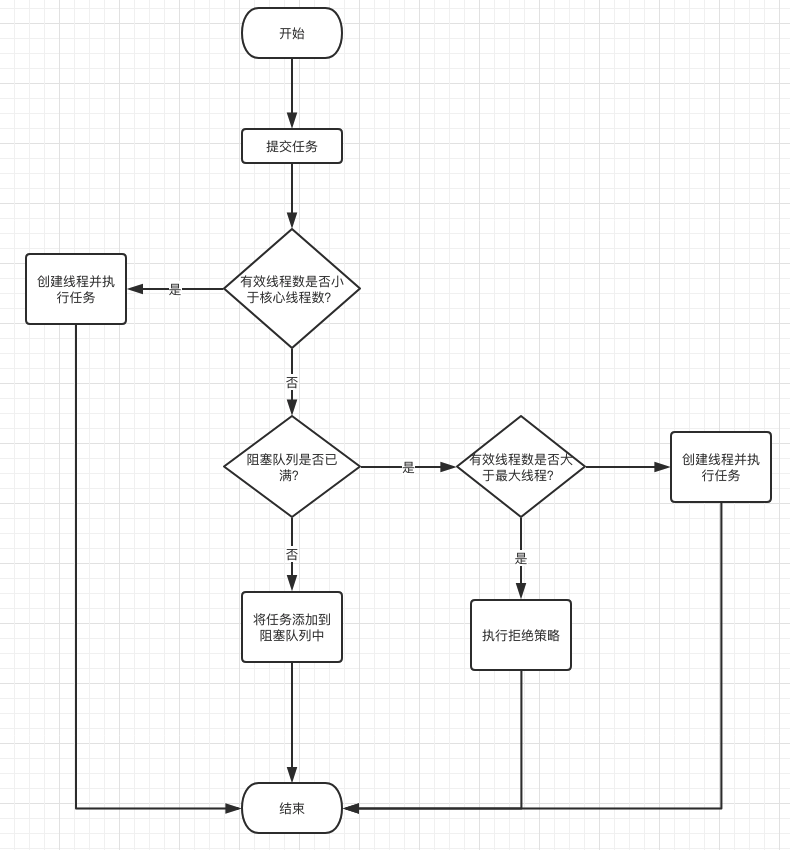 开始
提交任务
有效线程数是否小
于核心线程数?
是
创建线程并执
行任务
否
阻塞队列是否已
满?
是
有效线程数是否大
于最大线程?
创建线程并执
行任务
否
是
将任务添加到
阻塞队列中
执行拒绝策略
结束